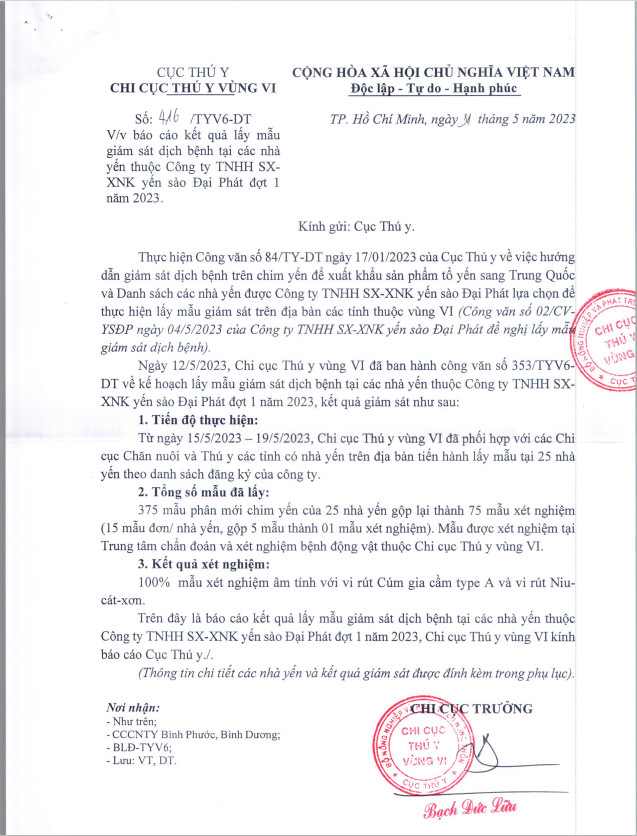 CỤC THÚ Y
CHI CỤC THÚ Y VÙNG VI
CỘNG HÒA XÃ HỘI CHỦ NGHĨA VIỆT NAM
Độc lập - Tự do - Hạnh phúc
Số: 416 /TYV6-DT
V/v báo cáo kết quả lấy mẫu
giám sát dịch bệnh tại các nhà
yến thuộc Công ty TNHH SX-
XNK yến sào Đại Phát đợt 1
năm 2023.
TP. Hồ Chí Minh, ngày tháng 5 năm 2023
Kính gửi: Cục Thú y.
Thực hiện Công văn số 84/TY-DT ngày 17/01/2023 của Cục Thú y về việc hướng
dẫn giám sát dịch bệnh trên chim yến để xuất khẩu sản phẩm tổ yến sang Trung Quốc
và Danh sách các nhà yến được Công ty TNHH SX-XNK yến sào Đại Phát lựa chọn để
thực hiện lấy mẫu giám sát trên địa bàn các tỉnh thuộc vùng VI (Công văn số 02/CV-
YSĐP ngày 04/5/2023 của Công ty TNHH SX-XNK yến sào Đại Phát đề nghị lấy mẫu
giám sát dịch bệnh).
Ngày 12/5/2023, Chi cục Thú y vùng VI đã ban hành công văn số 353/TYV6-
DT về kế hoạch lấy mẫu giám sát dịch bệnh tại các nhà yến thuộc Công ty TNHH SX-
XNK yến sào Đại Phát đợt 1 năm 2023, kết quả giám sát như sau:
1. Tiến độ thực hiện:
Từ ngày 15/5/2023 – 19/5/2023, Chi cục Thú y vùng VI đã phối hợp với các Chi
cục Chăn nuôi và Thú y các tỉnh có nhà yến trên địa bàn tiến hành lấy mẫu tại 25 nhà
yến theo danh sách đăng ký của công ty.
2. Tổng số mẫu đã lấy:
375 mẫu phân mới chim yến của 25 nhà yến gộp lại thành 75 mẫu xét nghiệm
(15 mẫu đơn/ nhà yến, gộp 5 mẫu thành 01 mẫu xét nghiệm). Mẫu được xét nghiệm tại
Trung tâm chẩn đoán và xét nghiệm bệnh động vật thuộc Chi cục Thú y vùng VI.
3. Kết quả xét nghiệm:
100% mẫu xét nghiệm âm tính với vi rút Cúm gia cầm type A và vi rút Niu-
cát-xơn.
Trên đây là báo cáo kết quả lấy mẫu giám sát dịch bệnh tại các nhà yến thuộc
Công ty TNHH SX-XNK yến sào Đại Phát đợt 1 năm 2023, Chi cục Thú y vùng VI kính
báo cáo Cục Thú y./.
(Thông tin chi tiết các nhà yến và kết quả giám sát được đính kèm trong phụ lục).
Nơi nhận:
- Như trên;
- CCCNTY Bình Phước, Bình Dương;
- BLĐ-TYV6;
- Lưu: VT, DT.
CHI CỤC TRƯỞNG
CHI CỤC
THÚ Y
VÙNG VI
CỤC THÚ Y
Bạch Đức Lữu
BỘ NÔNG NGHIỆP VÀ PHÁT TRI
CHI CỤC
THÚ Y
VÙNG
CỤC THÚ